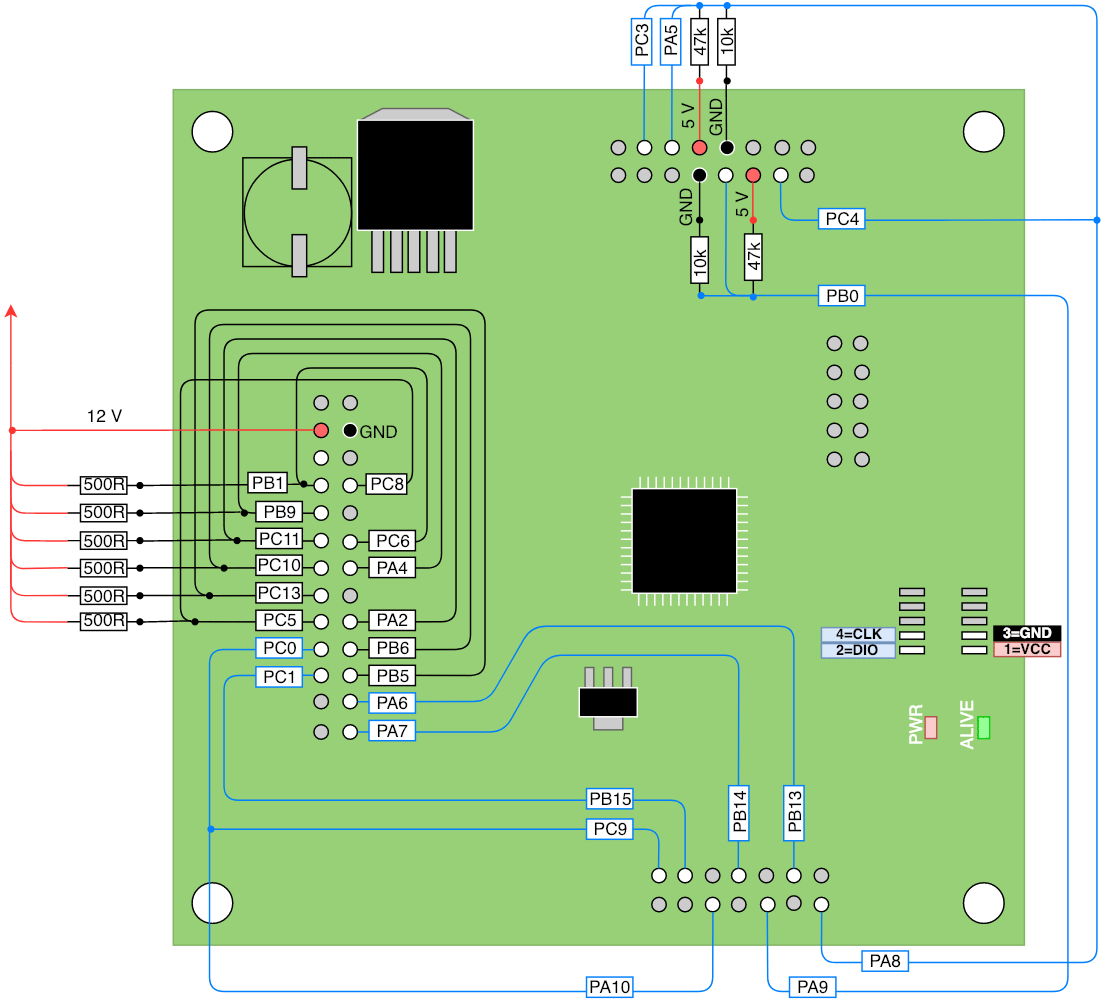 PC3 PA5 47k 10k
5 V GND
GND 5 V
PC4
10k 47k
PB0
12 V
GND
500R PB1 PC8
500R PB9
500R PC11 PC6
500R PC10 PA4
500R PC13
500R PC5 PA2
PC0 PB6
PC1 PB5
PA6
PA7
4=CLK 3=GND
2=DIO 1=VCC
PWR ALIVE
PB15
PB14 PB13
PC9
PA8
PA10 PA9